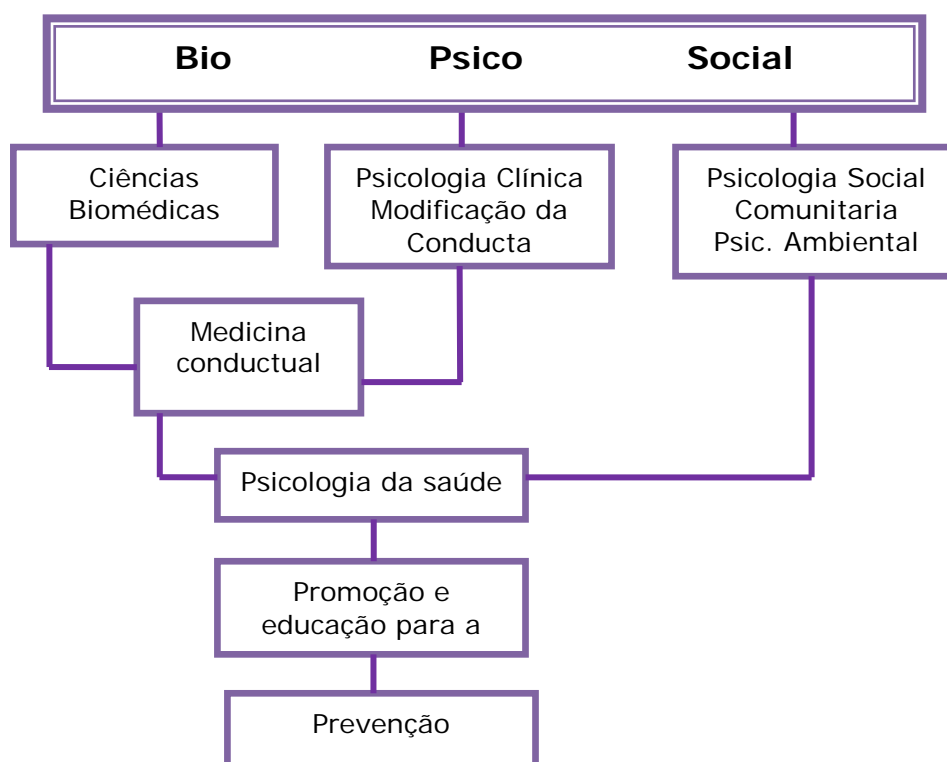 Bio Psico Social
Ciências
Biomédicas
Psicologia Clínica
Modificação da
Conducta
Psicologia Social
Comunitaria
Psic. Ambiental
Medicina
conductual
Psicologia da saúde
Promoção e
educação para a
Prevenção